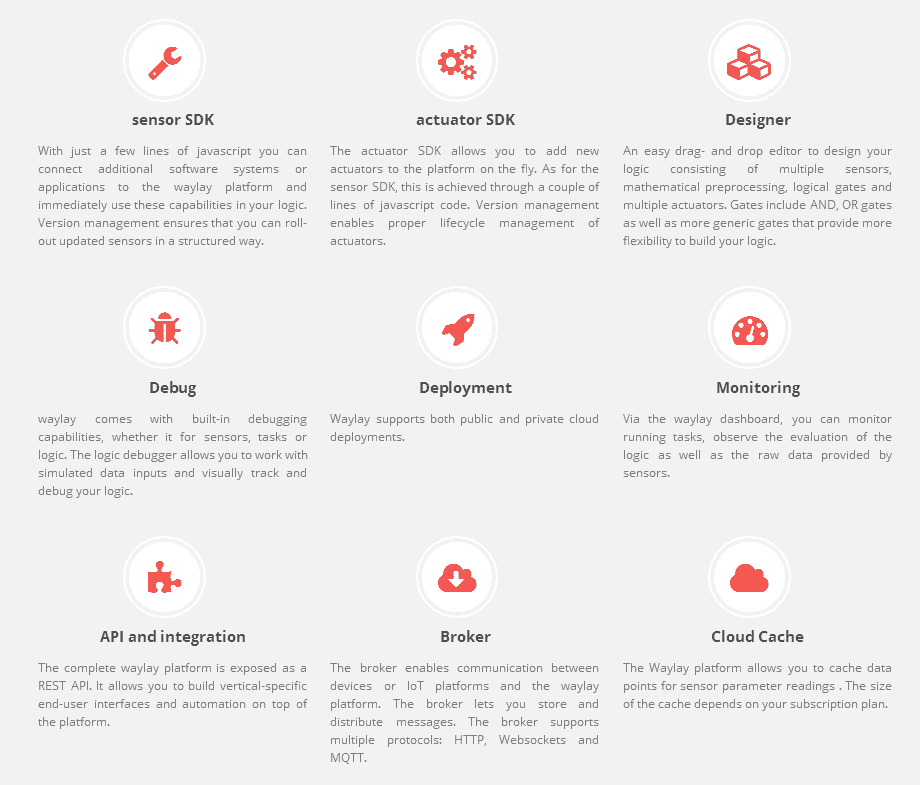 sensor SDK
With just a few lines of javascript you can
connect additional software systems or
applications to the waylay platform and
immediately use these capabilities in your logic.
Version management ensures that you can roll-
out updated sensors in a structured way.
actuator SDK
The actuator SDK allows you to add new
actuators to the platform on the fly. As for the
sensor SDK, this is achieved through a couple of
lines of javascript code. Version management
enables proper lifecycle management of
actuators.
Designer
An easy drag- and drop editor to design your
logic consisting of multiple sensors,
mathematical preprocessing, logical gates and
multiple actuators. Gates include AND, OR gates
as well as more generic gates that provide more
flexibility to build your logic.
Debug
waylay comes with built-in debugging
capabilities, whether it for sensors, tasks or
logic. The logic debugger allows you to work with
simulated data inputs and visually track and
debug your logic.
Deployment
Waylay supports both public and private cloud
deployments.
Monitoring
Via the waylay dashboard, you can monitor
running tasks, observe the evaluation of the
logic as well as the raw data provided by
sensors.
API and integration
The complete waylay platform is exposed as a
REST API. It allows you to build vertical-specific
end-user interfaces and automation on top of
the platform.
Broker
The broker enables communication between
devices or IoT platforms and the waylay
platform. The broker lets you store and
distribute messages. The broker supports
multiple protocols: HTTP, Websockets and
MQTT.
Cloud Cache
The Waylay platform allows you to cache data
points for sensor parameter readings . The size
of the cache depends on your subscription plan.